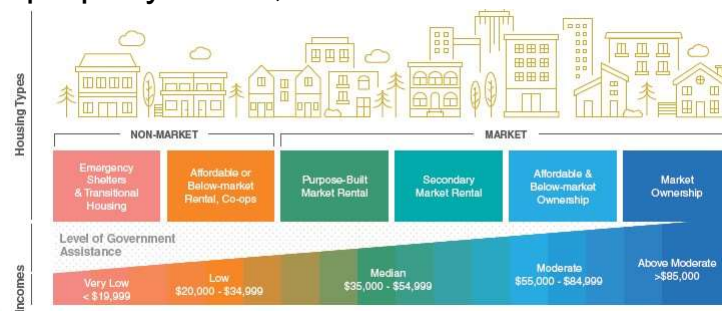 NON-MARKET
MARKET
Housing Types
Emergency
Shelters
& Transitional
Housing
Affordable or
Below-market
Rental, Co-ops
Purpose-Built
Market Rental
Secondary
Market Rental
Affordable &
Below-market
Ownership
Market
Ownership
Level of Government
Assistance
Incomes
Very Low
< $19,999
Low
$20,000 - $34,999
Median
$35,000 - $54,999
Moderate
$55,000 - $84,999
Above Moderate
>$85,000